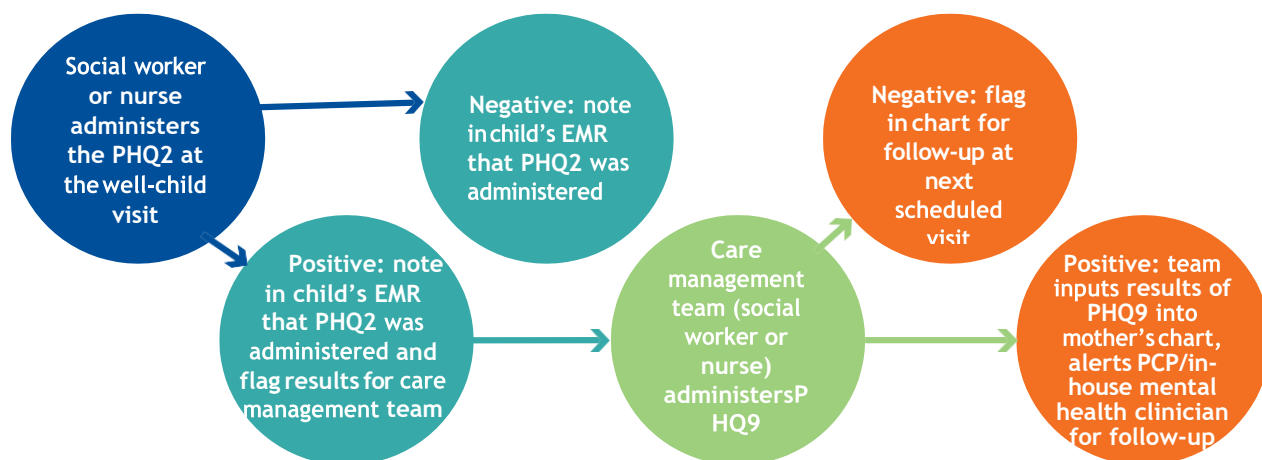 Social worker
or nurse
administers
the PHQ2 at
the well-child
visit
Negative: note
in child's EMR
that PHQ2 was
administered
Positive: note
in child's EMR
that PHQ2 was
administered and
flag results for care
management team
Care
management
team (social
worker or
nurse)
administersP
HQ9
Negative: flag
in chart for
follow-up at
next
scheduled
visit
Positive: team
inputs results of
PHQ9 into
mother's chart,
alerts PCP/in-
house mental
health clinician
for follow-up